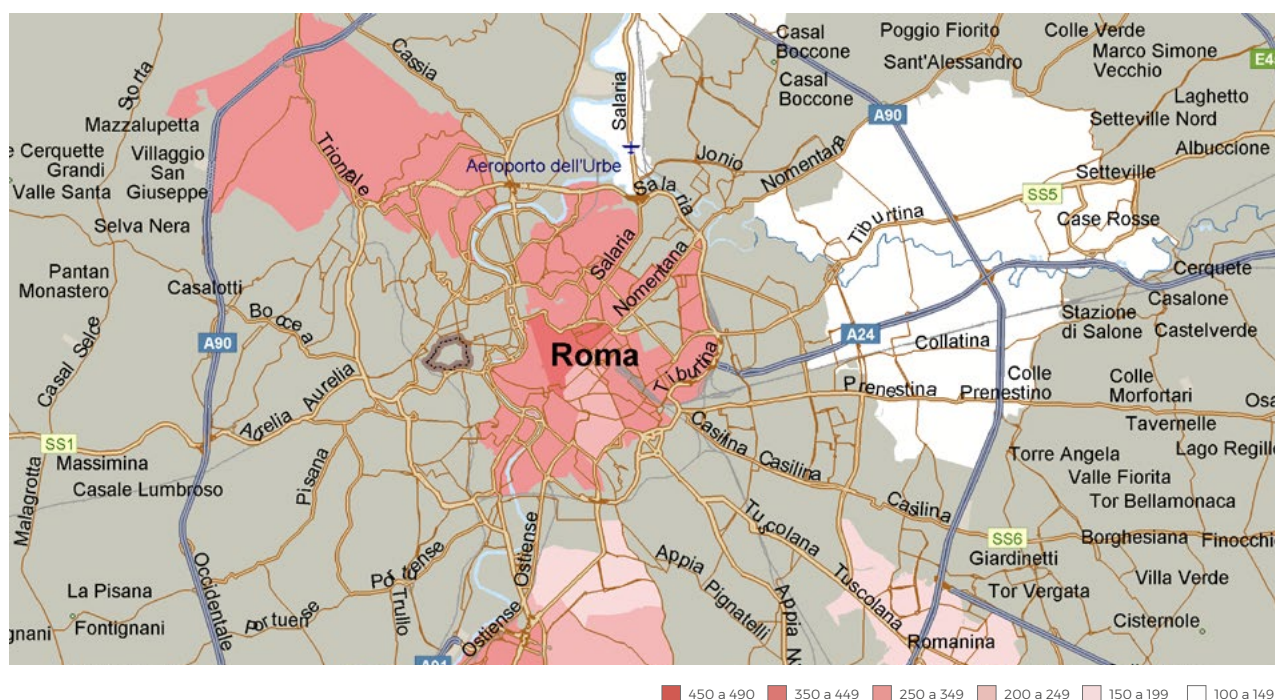 Casal
Boccone
Poggio Fiorito
Colle Verde
Cassia
Sant'Alessandro
Marco Simone
Vecchio
E4
Storta
Salaria
Casal
Boccone
Laghetto
A90
Setteville Nord
Mazzalupetta
e Cerquette
Grandi
Villaggio
San
Giuseppe
Trionfale
Aeroporto dell'Urbe
Jonio
Nomentana
Albuccione
Valle Santa
Salaria
Setteville
SS5
Selva Nera
Tiburtina
Case Rosse
Salaria
Pantan
Monastero
Nomentana
Cerquete
Casalotti
Casalone
Boccea
Stazione
di Salone
Castelverde
A90
Roma
A24
Collatina
Casal Selce
Aurelia
Tiburtina
Prenestina
Colle
Prenestino
Colle
Morfortari
Osa
Aurelia
Tavernelle
SS1
Casilina
Massimina
Casilina
Torre Angela
Lago Regillo
Pisana
Valle Fiorita
Casale Lumbroso
Tor Bellamonaca
Malagrotta
Casilina
Tuscolana
Ostiense
SS6
Borghesiana
Finocchio
Appia
Pignatelli
Giardinetti
Portuense
Tuscolana
Villa Verde
La Pisana
Occidentale
Trullo
Tor Vergata
Appia N
gnani
Fontignani
Portuense
Cisternole
Ostiense
Romanina
A91
450 a 490
350 a 449
250 a 349
200 a 249
150 a 199
100 a 149